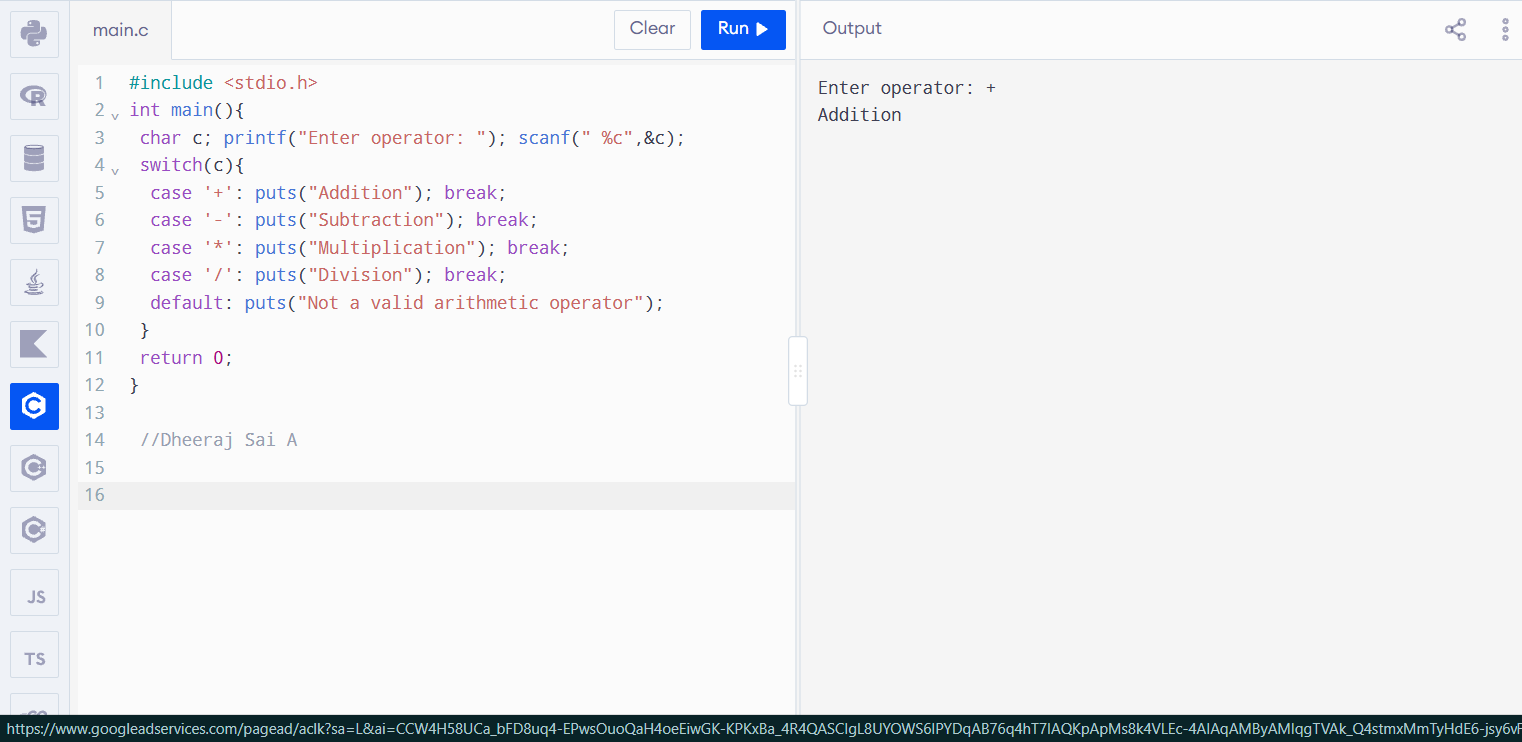 main.c
Clear
Run
Output
1 #include <stdio.h>
2 int main(){
3 char c; printf("Enter operator: "); scanf(" %c",&c);
4 switch(c){
5 case '+': puts("Addition"); break;
6 case '-': puts("Subtraction"); break;
7 case '*': puts("Multiplication"); break;
8 case '/': puts("Division"); break;
9 default: puts("Not a valid arithmetic operator");
10 }
11 return 0;
12 }
13
14 //Dheeraj Sai A
15
16
Enter operator: +
Addition
R
5
C
C
C
JS
TS
https://www.googleadservices.com/pagead/aclk?sa=L&ai=CCW4H58UCa_bFD8uq4-EPwsOuoQaH4oeEiwGK-KPKxBa_4R4QASCIgL8UYOWS6IPYDqAB76q4hT7IAQKpApMs8k4VLEc-4AIAqAMByAMIqgTVAk_Q4stmxMmTyHdE6-jsy6vF